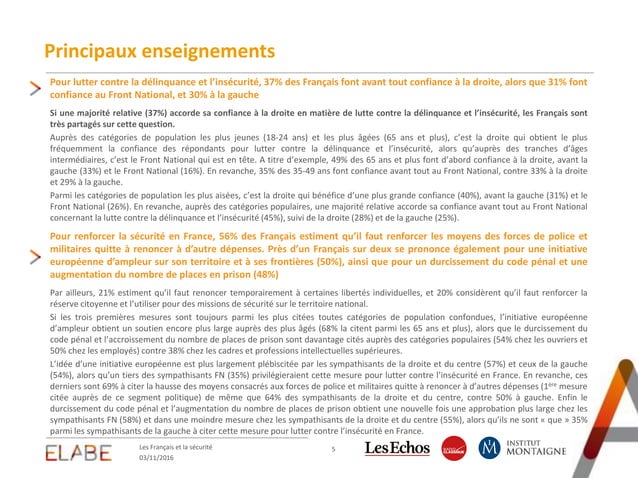 Principaux enseignements
Pour lutter contre la délinquance et l'insécurité, 37% des Français font avant tout confiance à la droite, alors que 31% font
confiance au Front National, et 30% à la gauche
Si une majorité relative (37%) accorde sa confiance à la droite en matière de lutte contre la délinquance et l'insécurité, les Français sont
très partagés sur cette question.
Auprès des catégories de population les plus jeunes (18-24 ans) et les plus âgées (65 ans et plus), c'est la droite qui obtient le plus
fréquemment la confiance des répondants pour lutter contre la délinquance et l'insécurité, alors qu'auprès des tranches d'âges
intermédiaires, c'est le Front National qui est en tête. A titre d'exemple, 49% des 65 ans et plus font d'abord confiance à la droite, avant la
gauche (33%) et le Front National (16%). En revanche, 35% des 35-49 ans font confiance avant tout au Front National, contre 33% à la droite
et 29% à la gauche.
Parmi les catégories de population les plus aisées, c'est la droite qui bénéficie d'une plus grande confiance (40%), avant la gauche (31%) et le
Front National (26%). En revanche, auprès des catégories populaires, une majorité relative accorde sa confiance avant tout au Front National
concernant la lutte contre la délinquance et l'insécurité (45%), suivi de la droite (28%) et de la gauche (25%).
Pour renforcer la sécurité en France, 56% des Français estiment qu'il faut renforcer les moyens des forces de police et
militaires quitte à renoncer à d'autre dépenses. Près d'un Français sur deux se prononce également pour une initiative
européenne d'ampleur sur son territoire et à ses frontières (50%), ainsi que pour un durcissement du code pénal et une
augmentation du nombre de places en prison (48%)
Par ailleurs, 21% estiment qu'il faut renoncer temporairement à certaines libertés individuelles, et 20% considèrent qu'il faut renforcer la
réserve citoyenne et l'utiliser pour des missions de sécurité sur le territoire national.
Si les trois premières mesures sont toujours parmi les plus citées toutes catégories de population confondues, l'initiative européenne
d'ampleur obtient un soutien encore plus large auprès des plus âgés (68% la citent parmi les 65 ans et plus), alors que le durcissement du
code pénal et l'accroissement du nombre de places de prison sont davantage cités auprès des catégories populaires (54% chez les ouvriers et
50% chez les employés) contre 38% chez les cadres et professions intellectuelles supérieures.
L'idée d'une initiative européenne est plus largement plébiscitée par les sympathisants de la droite et du centre (57%) et ceux de la gauche
(54%), alors qu'un tiers des sympathisants FN (35%) privilégieraient cette mesure pour lutter contre l'insécurité en France. En revanche, ces
derniers sont 69% à citer la hausse des moyens consacrés aux forces de police et militaires quitte à renoncer à d'autres dépenses (1ère mesure
citée auprès de ce segment politique) de même que 64% des sympathisants de la droite et du centre, contre 50% à gauche. Enfin le
durcissement du code pénal et l'augmentation du nombre de places de prison obtient une nouvelle fois une approbation plus large chez les
sympathisants FN (58%) et dans une moindre mesure chez les sympathisants de la droite et du centre (55%), alors qu'ils ne sont « que » 35%
parmi les sympathisants de la gauche à citer cette mesure pour lutter contre l'insécurité en France.
ELABE
Les Français et la sécurité
03/11/2016
5
Les Echos
RADIO
CLASSIQUE
INSTITUT
MONTAIGNE